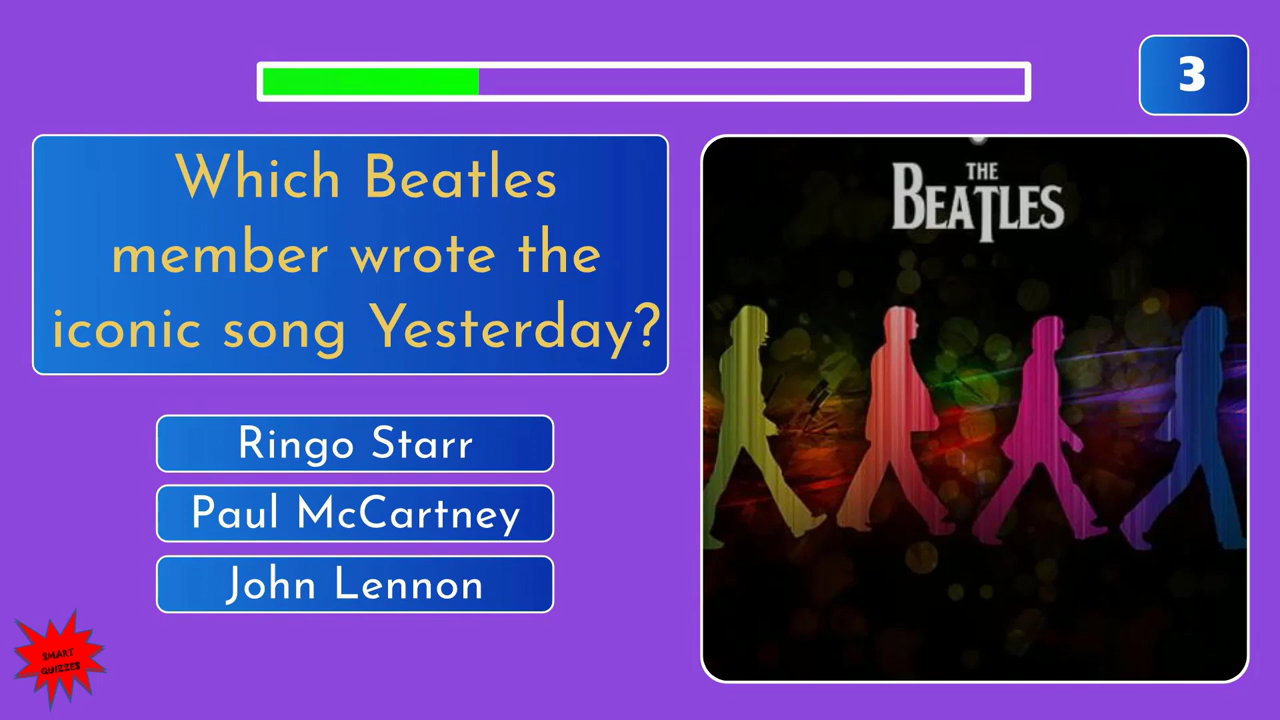 3
Which Beatles
member wrote the
iconic song Yesterday?
THE
BEATLES
Ringo Starr
Paul McCartney
John Lennon
SMART
QUIZZES